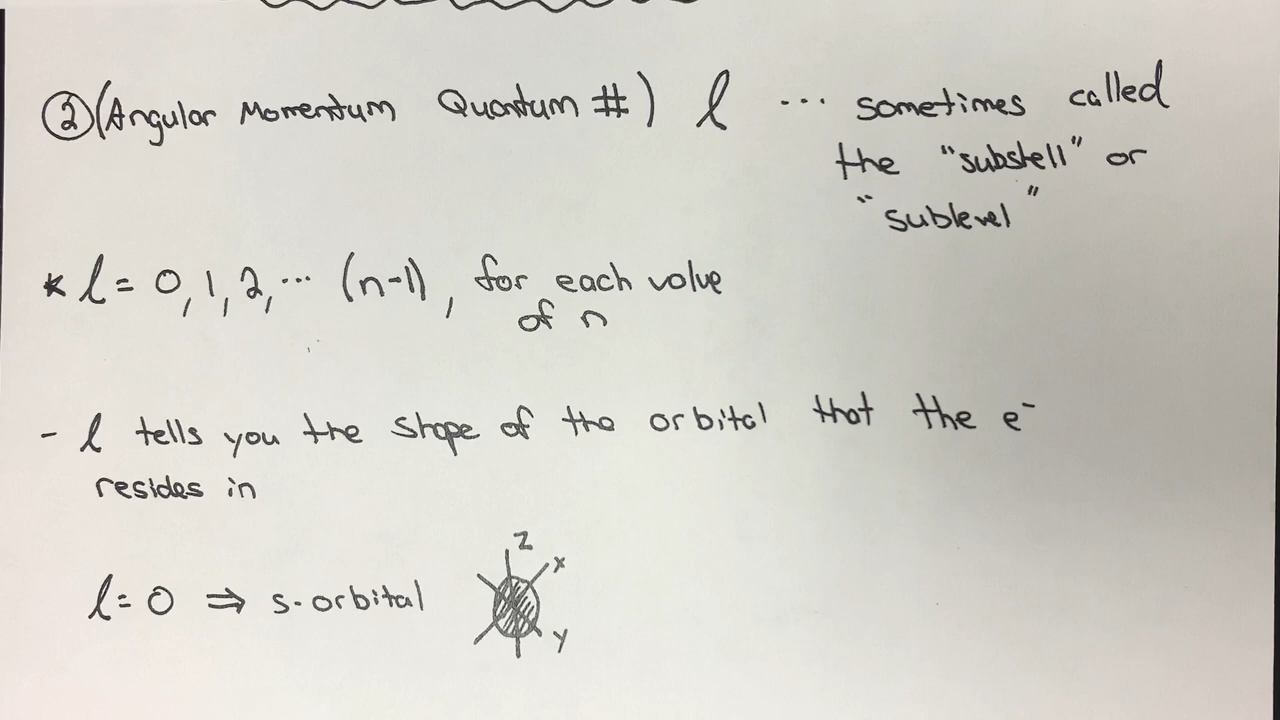 ② (Angular Momentum Quantum #) l ... sometimes called
the "subshell" or
"sublevel"
* l = 0, 1, 2, ... (n-1), for each value
of n
- l tells you the shape of the orbital that the e⁻
resides in
z
x
l = 0 ⇒ s-orbital
y